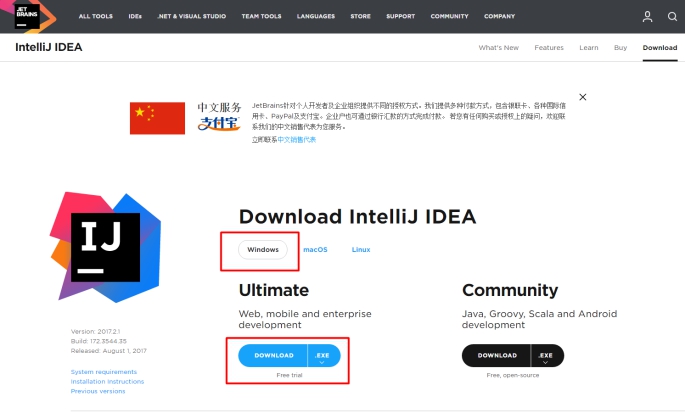 JET
BRAINS
ALL TOOLS IDEs .NET & VISUAL STUDIO TEAM TOOLS LANGUAGES STORE SUPPORT COMMUNITY COMPANY
IntelliJ IDEA
What's New Features Learn Buy Download
中文服务
支付宝
JetBrains针对个人开发者及企业组织提供不同的授权方式。我们提供多种付款方式，包含银联卡、各种国际信
用卡、PayPal及支付宝。企业户也可通过银行汇款的方式完成付款。 若您有任何购买或授权上的疑问，欢迎联
系我们的中文销售代表为您服务。
立即联系中文销售代表
IJ
Download IntelliJ IDEA
Windows macOS Linux
Ultimate
Web, mobile and enterprise
development
DOWNLOAD .EXE
Free trial
Community
Java, Groovy, Scala and Android
development
DOWNLOAD .EXE
Free, open-source
Version: 2017.2.1
Build: 172.3544.35
Released: August 1, 2017
System requirements
Installation Instructions
Previous versions